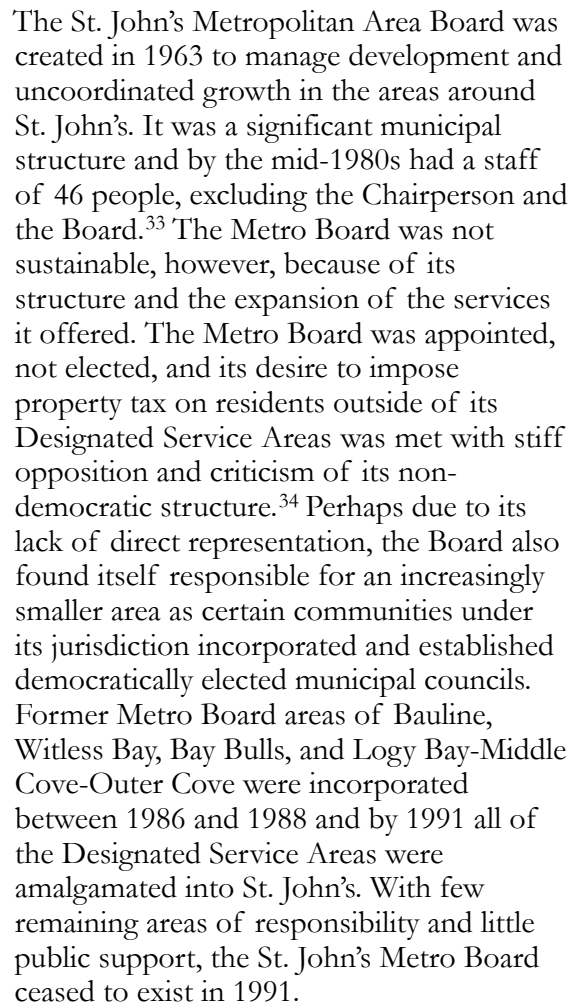 The St. John's Metropolitan Area Board was
created in 1963 to manage development and
uncoordinated growth in the areas around
St. John's. It was a significant municipal
structure and by the mid-1980s had a staff
of 46 people, excluding the Chairperson and
the Board.33 The Metro Board was not
sustainable, however, because of its
structure and the expansion of the services
it offered. The Metro Board was appointed,
not elected, and its desire to impose
property tax on residents outside of its
Designated Service Areas was met with stiff
opposition and criticism of its non-
democratic structure.34 Perhaps due to its
lack of direct representation, the Board also
found itself responsible for an increasingly
smaller area as certain communities under
its jurisdiction incorporated and established
democratically elected municipal councils.
Former Metro Board areas of Bauline,
Witless Bay, Bay Bulls, and Logy Bay-Middle
Cove-Outer Cove were incorporated
between 1986 and 1988 and by 1991 all of
the Designated Service Areas were
amalgamated into St. John's. With few
remaining areas of responsibility and little
public support, the St. John's Metro Board
ceased to exist in 1991.